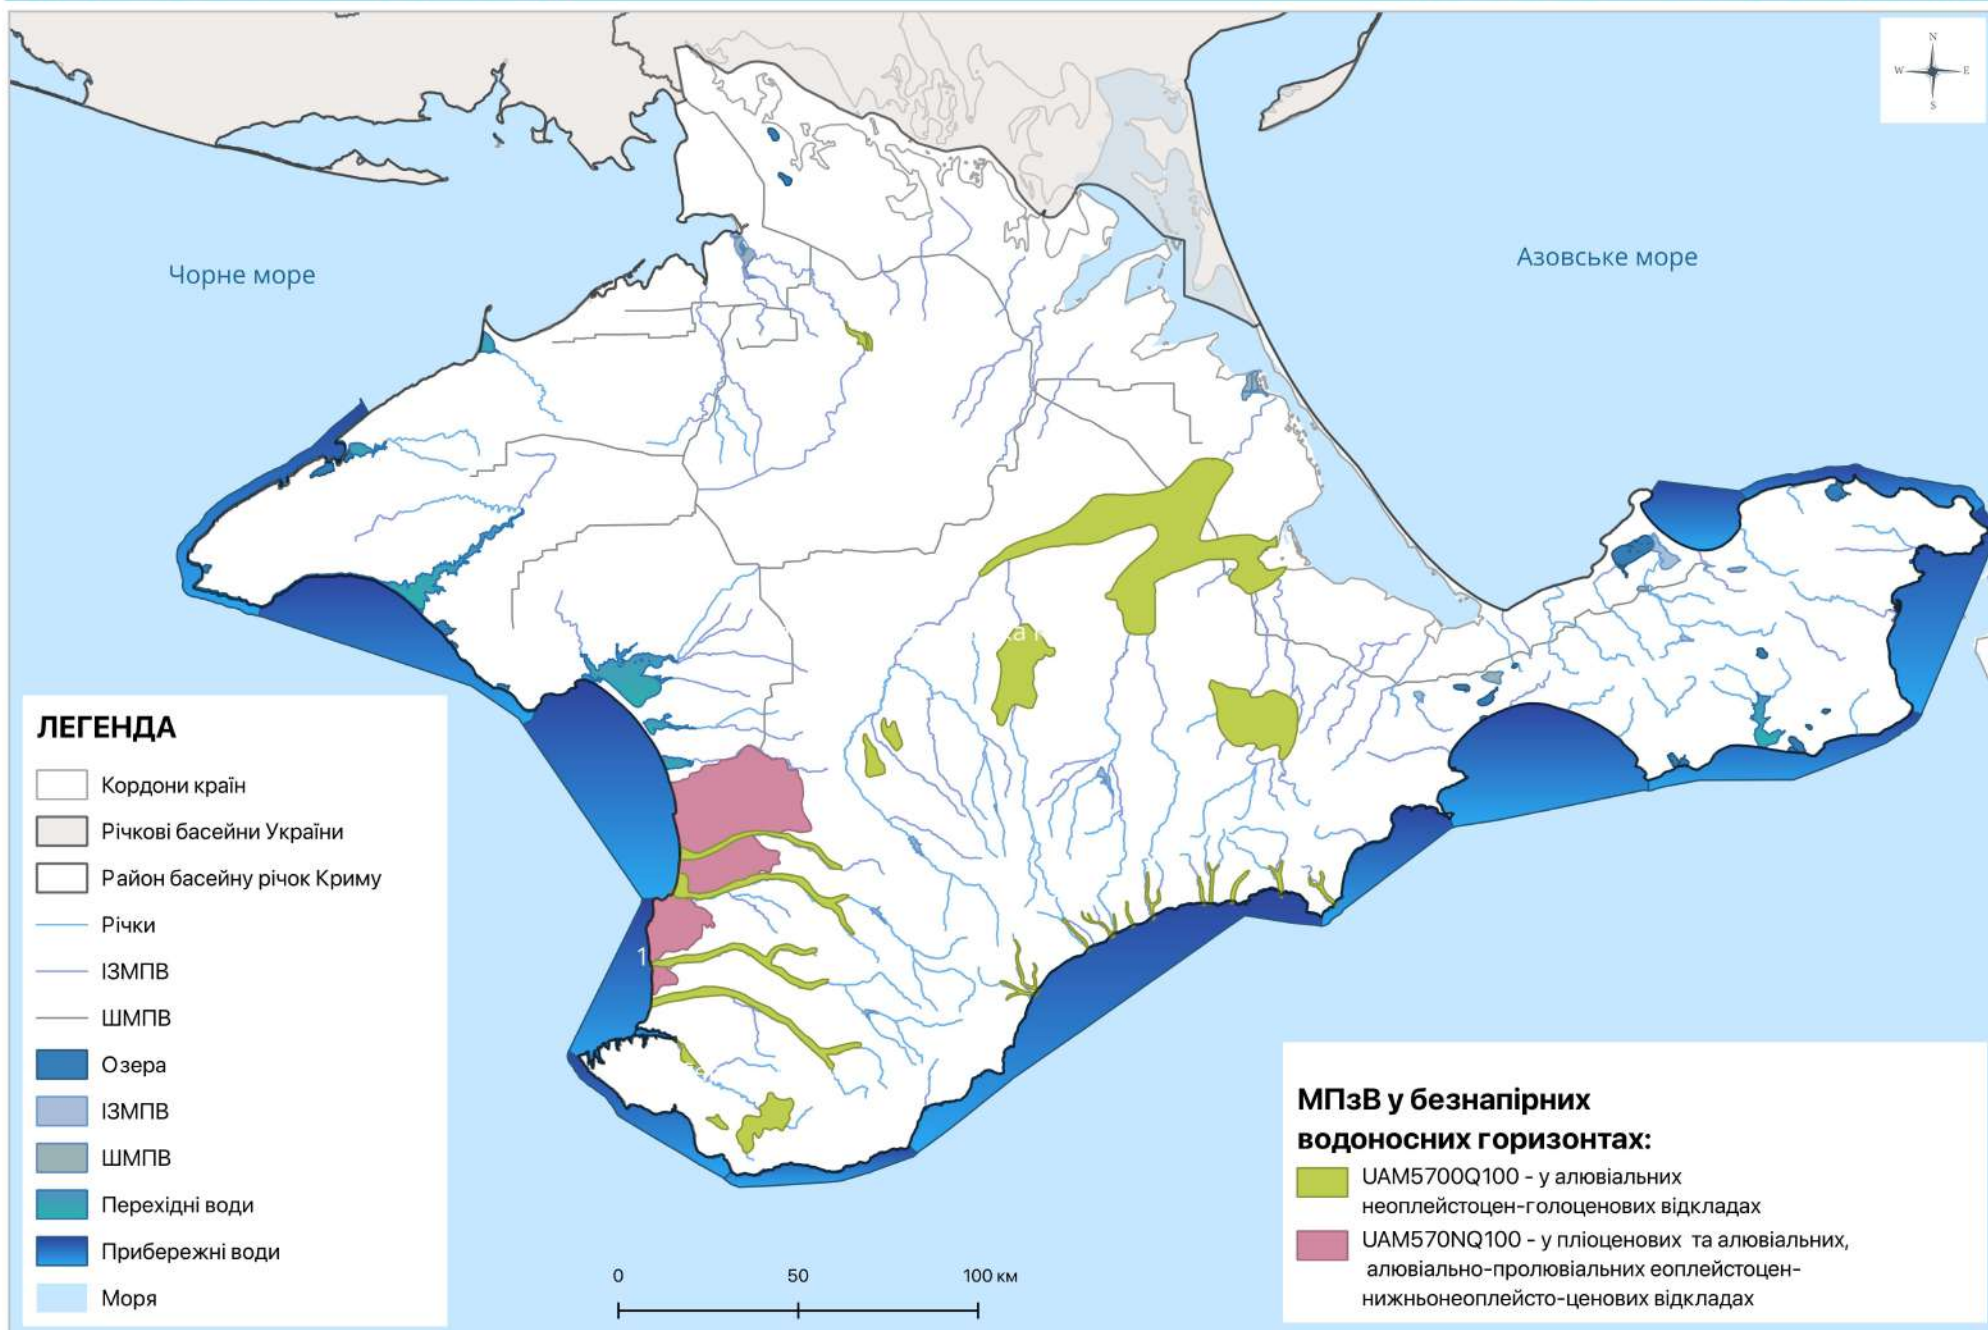 N
W E
S
Чорне море
Азовське море
ЛЕГЕНДА
Кордони країн
Річкові басейни України
Район басейну річок Криму
Річки
ІЗМПВ
ШМПВ
Озера
ІЗМПВ
ШМПВ
Перехідні води
Прибережні води
Моря
0 50 100 км
МПзВ у безнапірних
водоносних горизонтах:
UAM5700Q100 - у алювіальних
неоплейстоцен-голоценових відкладах
UAM570NQ100 - у пліоценових та алювіальних,
алювіально-пролювіальних еоплейстоцен-
нижньонеоплейсто-ценових відкладах